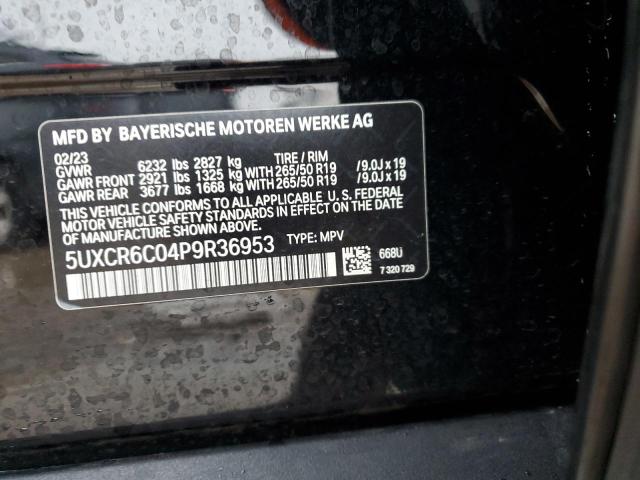 MFD BY BAYERISCHE MOTOREN WERKE AG
02/23
GVWR 6232 lbs 2827 kg TIRE / RIM
GAWR FRONT 2921 lbs 1325 kg WITH 265/50 R19 /9.0J x 19
GAWR REAR 3677 lbs 1668 kg WITH 265/50 R19 /9.0J x 19
THIS VEHICLE CONFORMS TO ALL APPLICABLE U. S. FEDERAL
MOTOR VEHICLE SAFETY STANDARDS IN EFFECT ON THE DATE
OF MANUFACTURE SHOWN ABOVE.
5UXCR6C04P9R36953 TYPE: MPV
668U
7 320 729